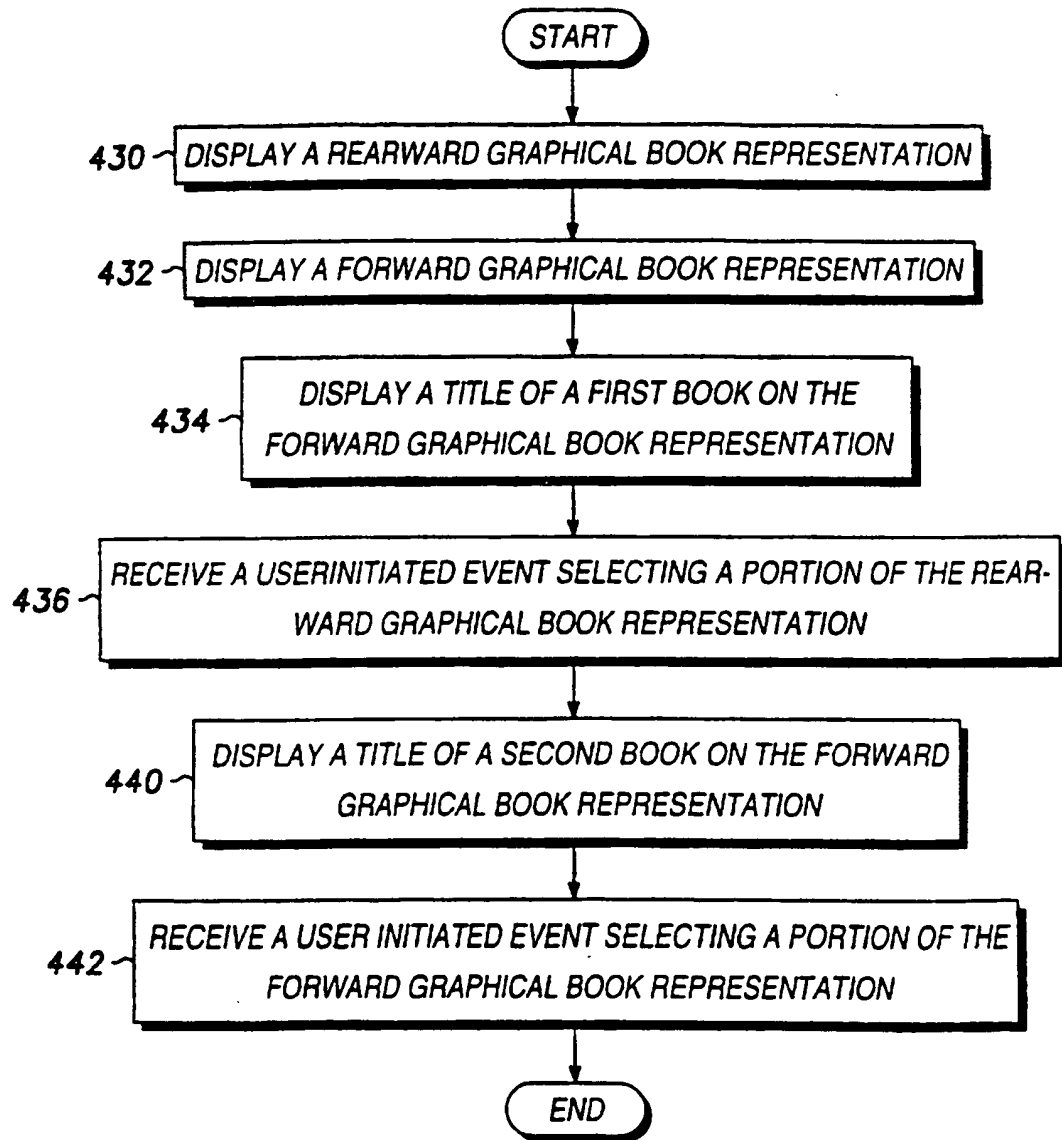 START
430 DISPLAY A REARWARD GRAPHICAL BOOK REPRESENTATION
432 DISPLAY A FORWARD GRAPHICAL BOOK REPRESENTATION
DISPLAY A TITLE OF A FIRST BOOK ON THE
434
FORWARD GRAPHICAL BOOK REPRESENTATION
RECEIVE A USERINITIATED EVENT SELECTING A PORTION OF THE REAR-
436
WARD GRAPHICAL BOOK REPRESENTATION
DISPLAY A TITLE OF A SECOND BOOK ON THE FORWARD
440
GRAPHICAL BOOK REPRESENTATION
RECEIVE A USER INITIATED EVENT SELECTING A PORTION OF THE
442
FORWARD GRAPHICAL BOOK REPRESENTATION
END